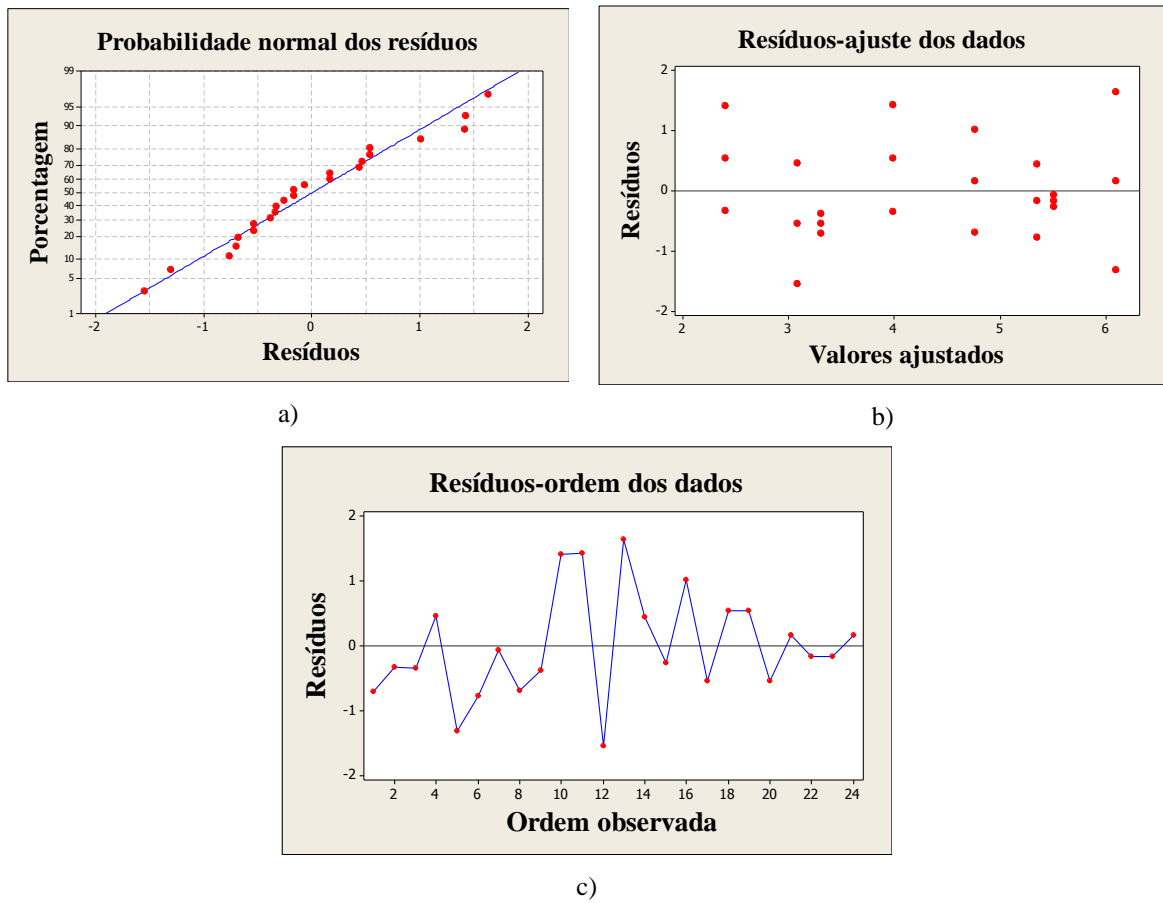 Probabilidade normal dos resíduos
Porcentagem
99
95
90
80
70
60
50
40
30
20
10
5
1
-2 -1 0 1 2
Resíduos
a)
Resíduos-ajuste dos dados
Resíduos
2
1
0
-1
-2
2 3 4 5 6
Valores ajustados
b)
Resíduos-ordem dos dados
Resíduos
2
1
0
-1
-2
2 4 6 8 10 12 14 16 18 20 22 24
Ordem observada
c)